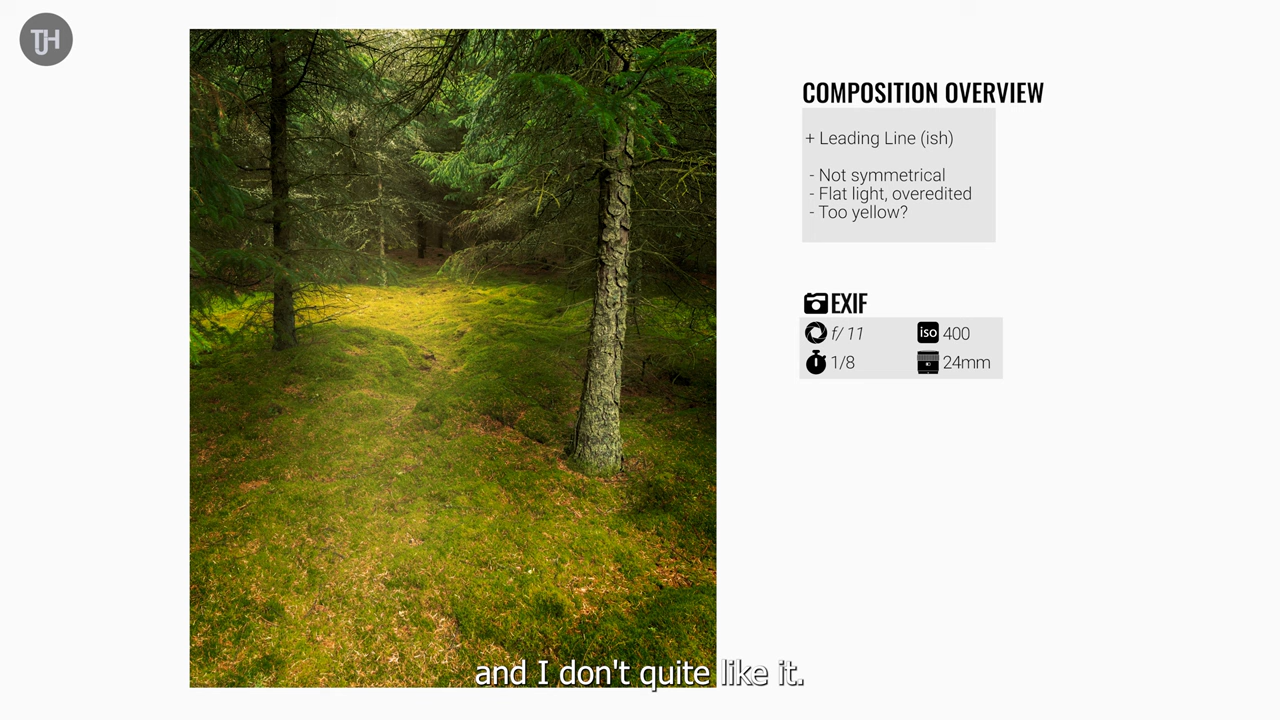 TJH
COMPOSITION OVERVIEW
+ Leading Line (ish)
- Not symmetrical
- Flat light, overedited
- Too yellow?
EXIF
f/ 11
iso 400
1/8
24mm
and I don't quite like it.